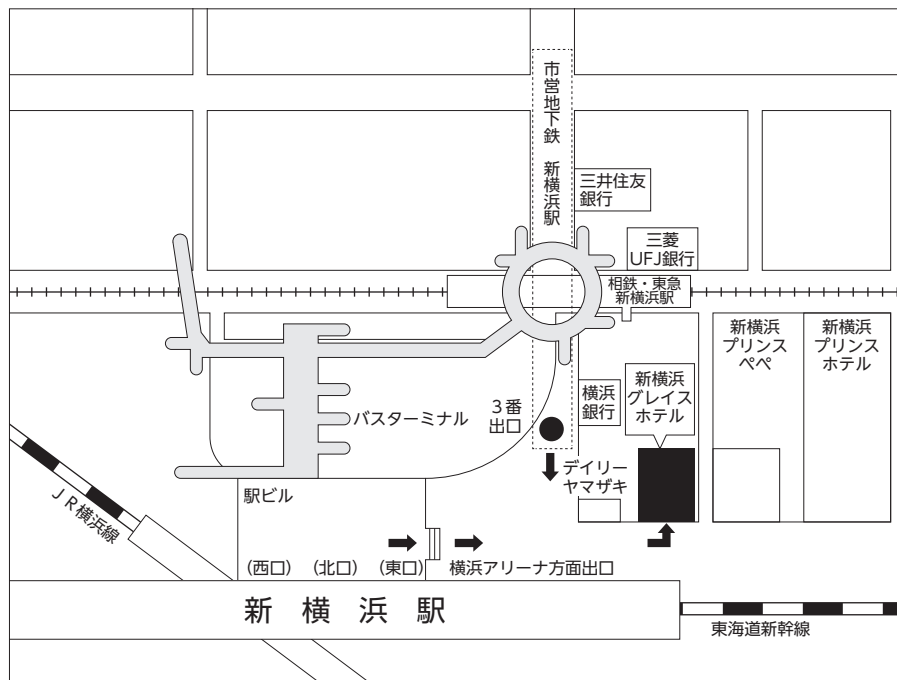 市営地下鉄 新横浜駅
三井住友
銀行
三菱
UFJ銀行
相鉄・東急
新横浜駅
新横浜
プリンス
ペペ
新横浜
プリンス
ホテル
新横浜
グレイス
ホテル
横浜
銀行
3番
出口
バスターミナル
デイリー
ヤマザキ
駅ビル
JR横浜線
(西口) (北口) (東口) 横浜アリーナ方面出口
新横浜駅
東海道新幹線